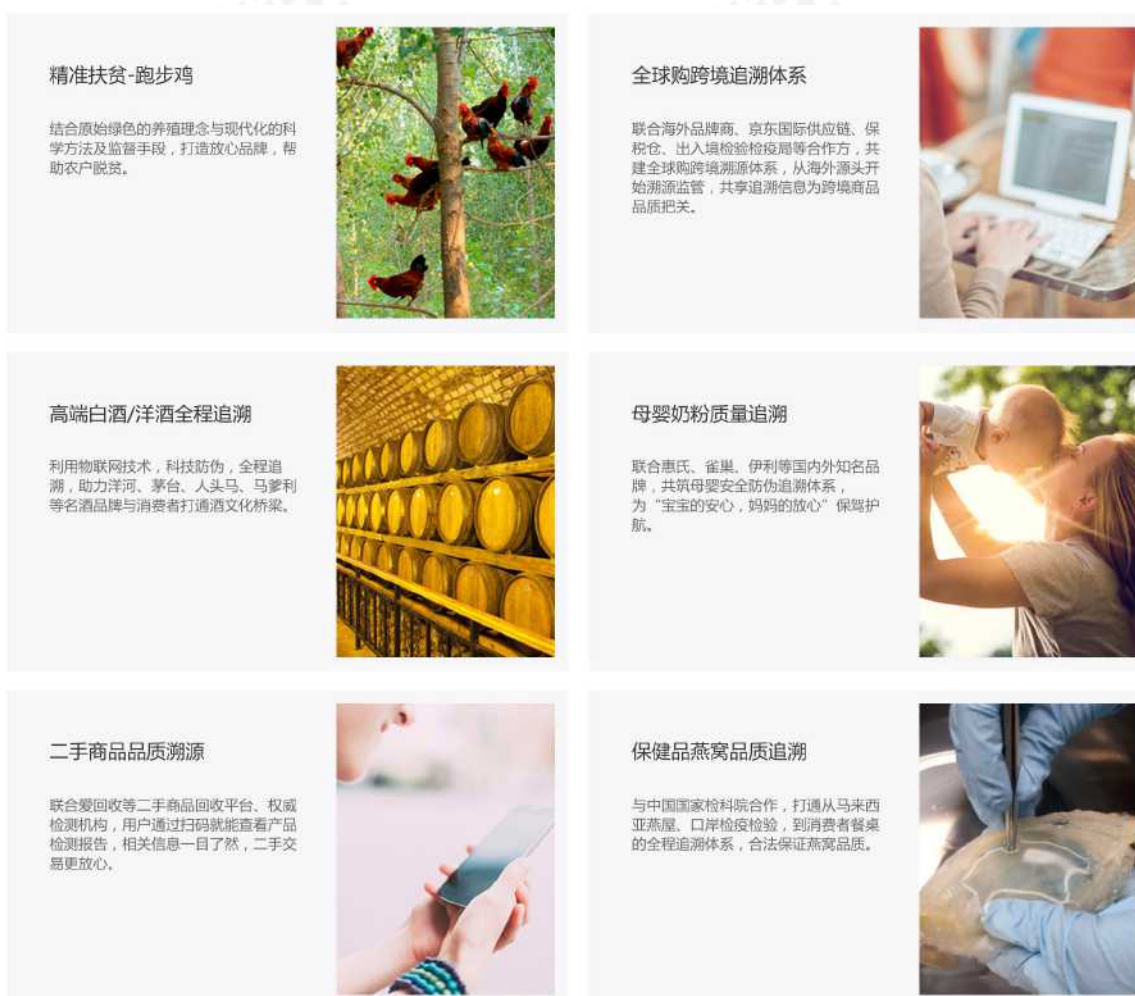 精准扶贫-跑步鸡
结合原始绿色的养殖理念与现代化的科
学方法及监督手段，打造放心品牌，帮
助农户脱贫。
全球购跨境追溯体系
联合海外品牌商、京东国际供应链、保
税仓、出入境检验检疫局等合作方，共
建全球购跨境溯源体系，从海外源头开
始溯源监管，共享追溯信息为跨境商品
品质把关。
高端白酒/洋酒全程追溯
利用物联网技术，科技防伪，全程追
溯，助力洋河、茅台、人头马、马爹利
等名酒品牌与消费者打通酒文化桥梁。
母婴奶粉质量追溯
联合惠氏、雀巢、伊利等国内外知名品
牌，共筑母婴安全防伪追溯体系，
为“宝宝的安心，妈妈的放心”保驾护
航。
二手商品品质溯源
联合爱回收等二手商品回收平台、权威
检测机构，用户通过扫码就能查看产品
检测报告，相关信息一目了然，二手交
易更放心。
保健品燕窝品质追溯
与中国国家检科院合作，打通从马来西
亚燕屋、口岸检疫检验，到消费者餐桌
的全程追溯体系，合法保证燕窝品质。